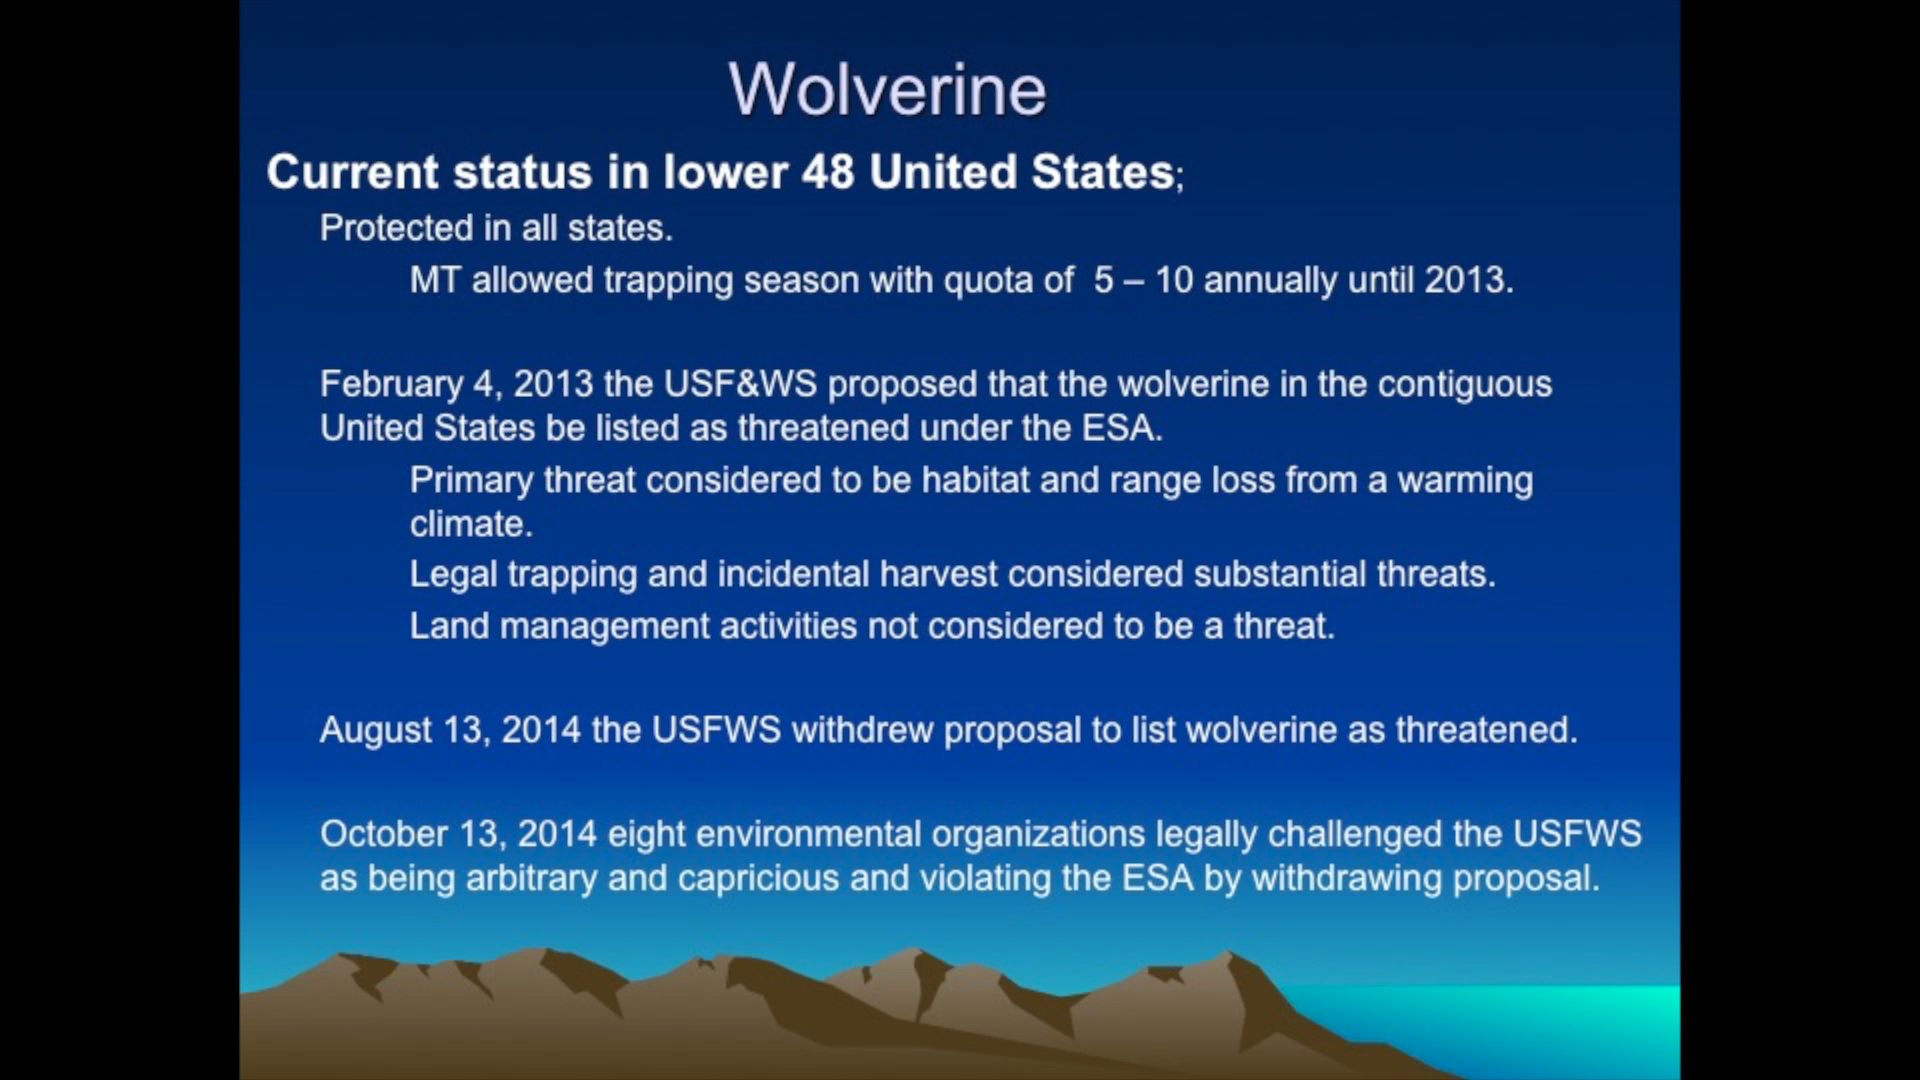 Wolverine
Current status in lower 48 United States;
Protected in all states.
MT allowed trapping season with quota of 5 – 10 annually until 2013.
February 4, 2013 the USF&WS proposed that the wolverine in the contiguous
United States be listed as threatened under the ESA.
Primary threat considered to be habitat and range loss from a warming
climate.
Legal trapping and incidental harvest considered substantial threats.
Land management activities not considered to be a threat.
August 13, 2014 the USFWS withdrew proposal to list wolverine as threatened.
October 13, 2014 eight environmental organizations legally challenged the USFWS
as being arbitrary and capricious and violating the ESA by withdrawing proposal.